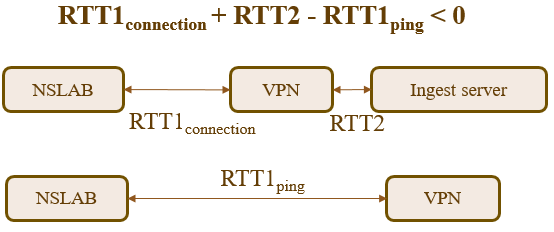 RTT1connection + RTT2 - RTT1ping < 0
NSLAB VPN Ingest server
RTT1connection RTT2
RTT1ping
NSLAB VPN